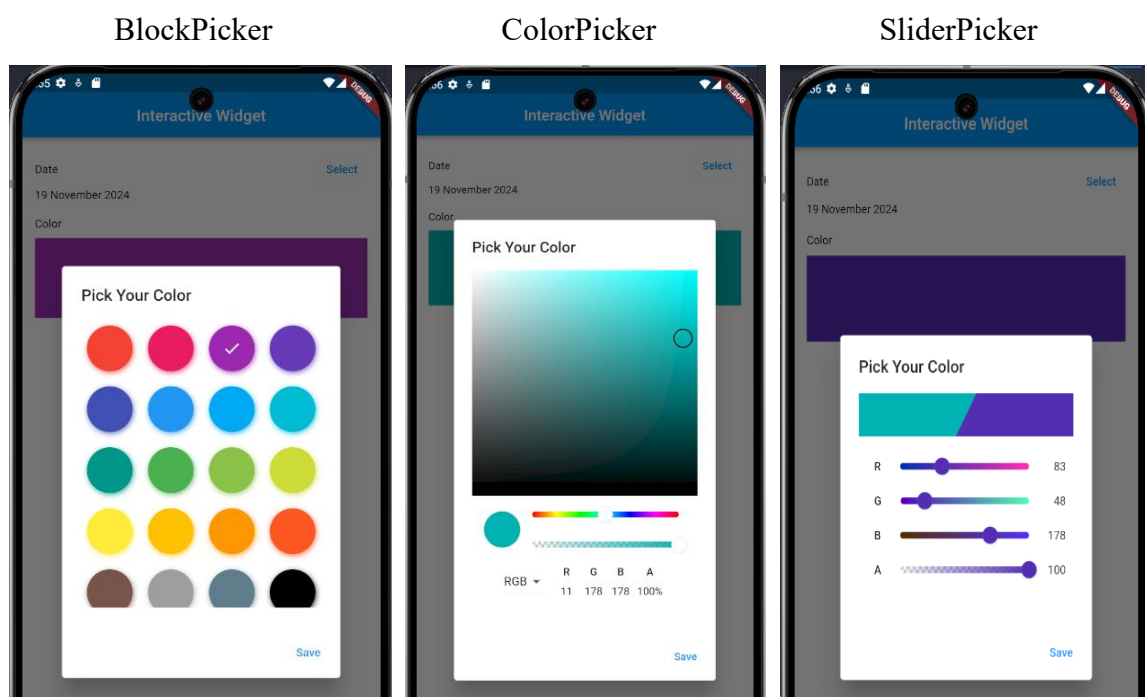 BlockPicker
ColorPicker
SliderPicker
DEBUG
Interactive Widget
Date
Select
19 November 2024
Color
Pick Your Color
Save
DEBUG
Interactive Widget
Date
Select
19 November 2024
Color
Pick Your Color
RGB
R G B A
11 178 178 100%
Save
DEBUG
Interactive Widget
Date
Select
19 November 2024
Color
Pick Your Color
R 83
G 48
B 178
A 100
Save